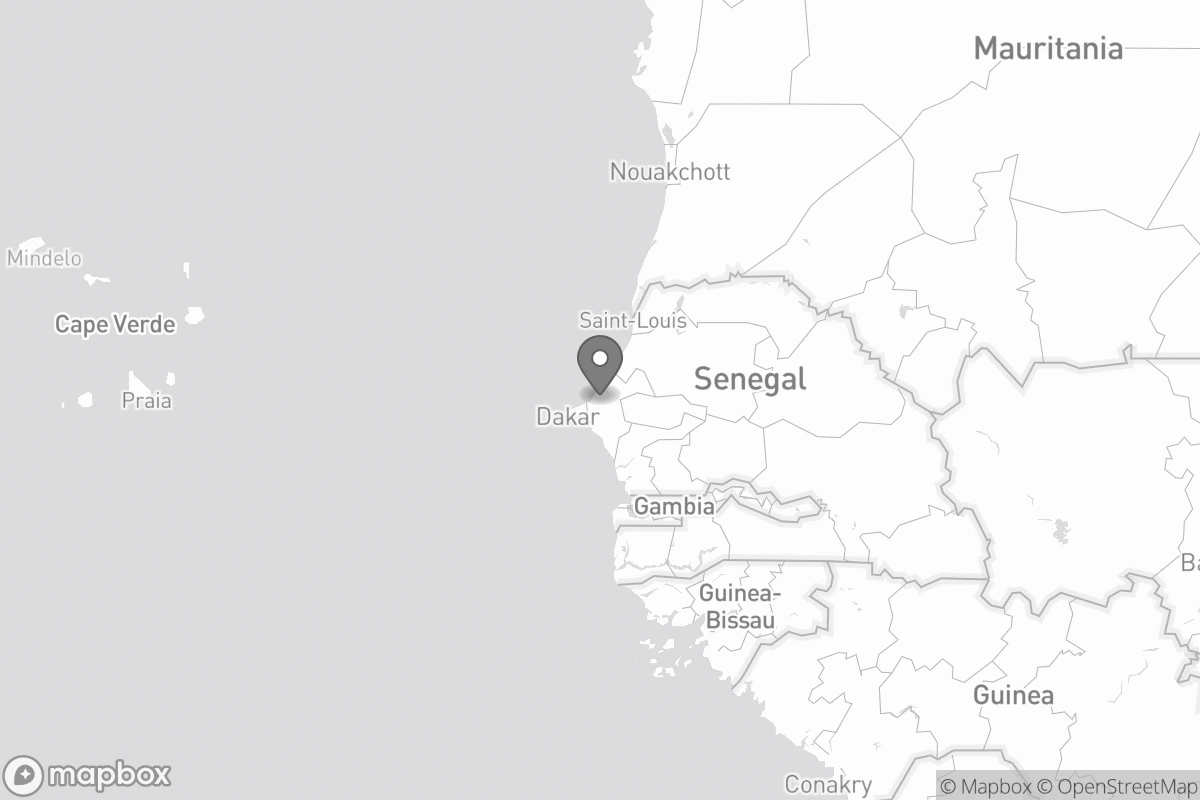 Mauritania
Nouakchott
Mindelo
Cape Verde
Saint-Louis
Senegal
Praia
Dakar
Gambia
Ba
Guinea-
Bissau
Guinea
mapbox
Conakry
© Mapbox © OpenStreetMap